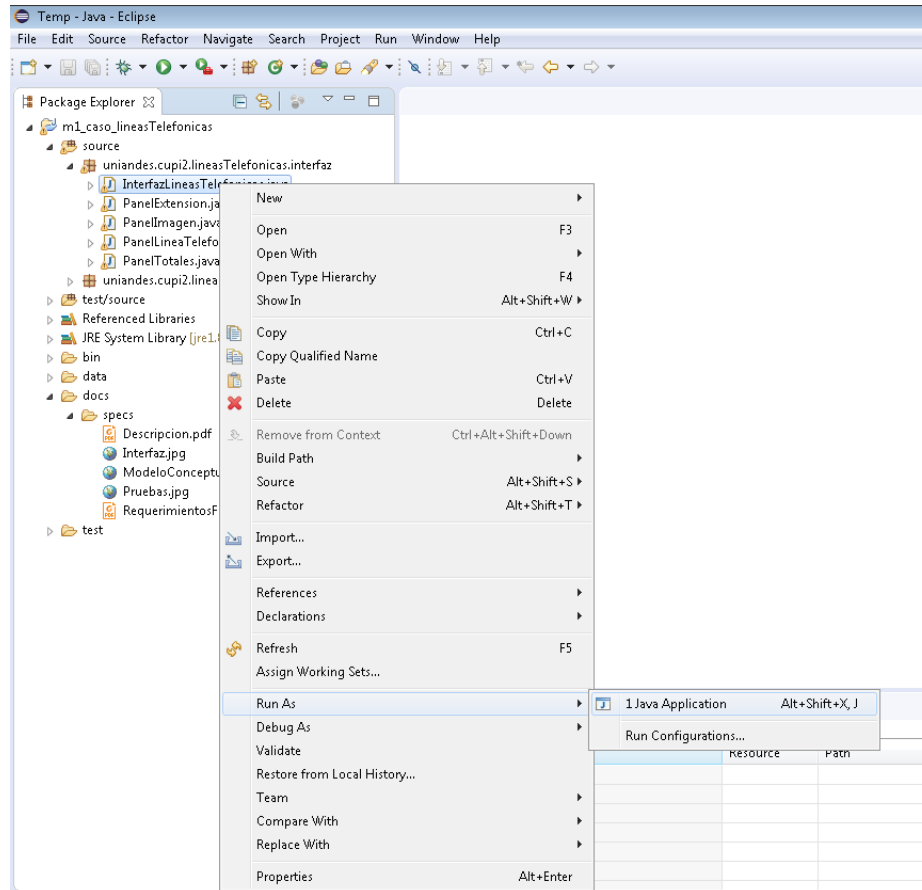 Temp - Java - Eclipse
File Edit Source Refactor Navigate Search Project Run Window Help
Package Explorer
m1_caso_lineasTelefonicas
source
uniandes.cupi2.lineasTelefonicas.interfaz
InterfazLineasTelefonicas.java
PanelExtension.ja
PanelImagen.java
PanelLineaTelefo
PanelTotales.java
uniandes.cupi2.linea
test/source
Referenced Libraries
JRE System Library [jre1.8
bin
data
docs
specs
Descripcion.pdf
Interfaz.jpg
ModeloConceptu
Pruebas.jpg
RequerimientosF
test
New
Open F3
Open With
Open Type Hierarchy F4
Show In Alt+Shift+W
Copy Ctrl+C
Copy Qualified Name
Paste Ctrl+V
Delete Delete
Remove from Context Ctrl+Alt+Shift+Down
Build Path
Source Alt+Shift+S
Refactor Alt+Shift+T
Import...
Export...
References
Declarations
Refresh F5
Assign Working Sets...
Run As
Debug As
Validate
Restore from Local History...
Team
Compare With
Replace With
Properties Alt+Enter
1 Java Application Alt+Shift+X, J
Run Configurations...
Resource Path